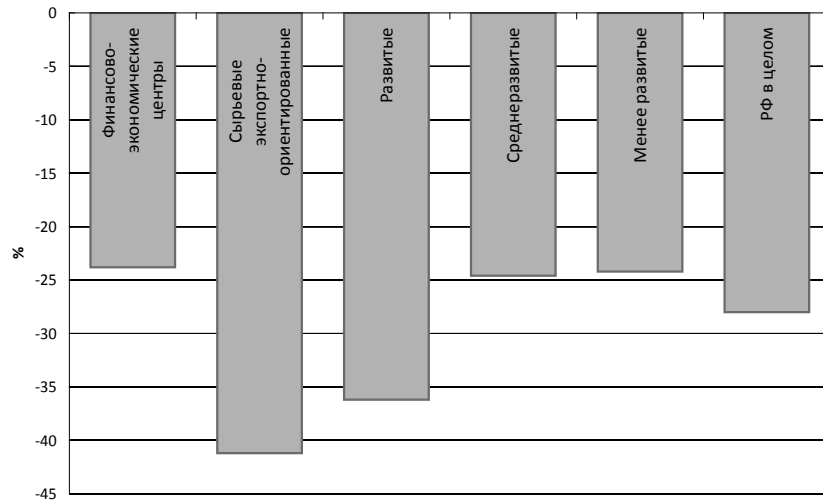 0
-5
-10
-15
-20
-25
-30
-35
-40
-45
%
Финансово-
экономические
центры
Сырьевые
экспортно-
ориентированные
Развитые
Среднеразвитые
Менее развитые
РФ в целом